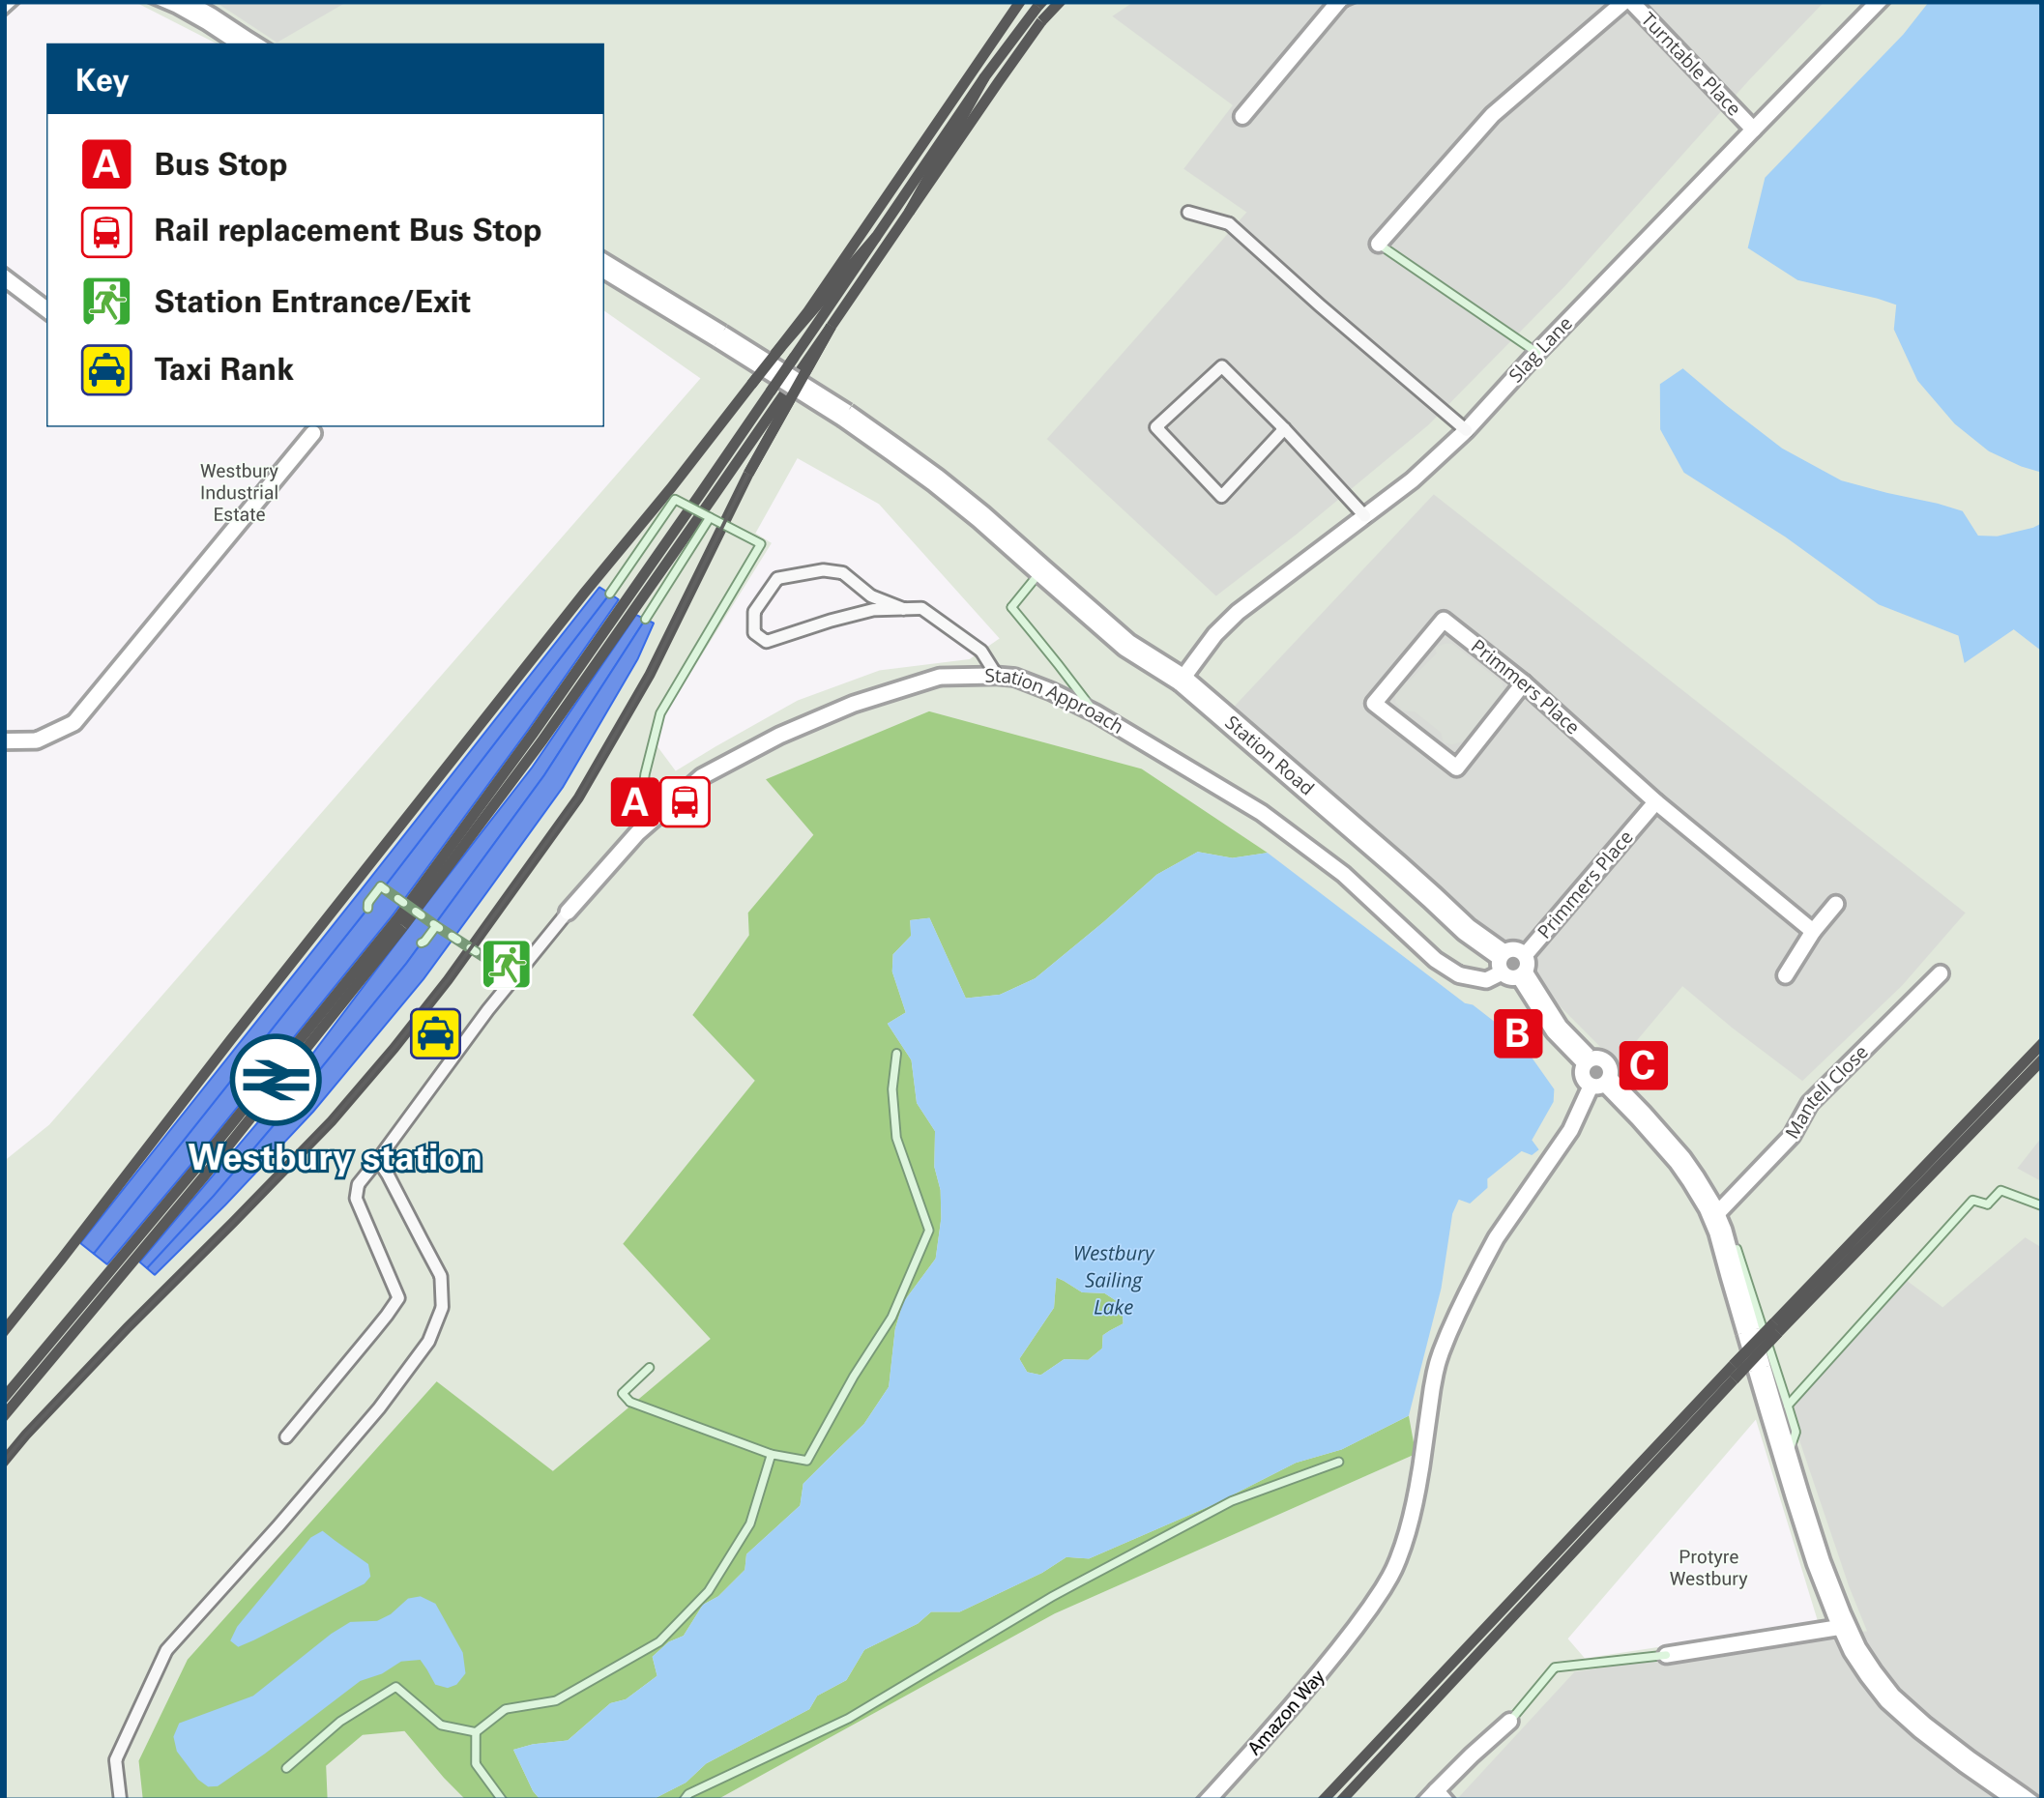 Key
A Bus Stop
Rail replacement Bus Stop
Station Entrance/Exit
Taxi Rank
Turntable Place
Slag Lane
Westbury
Industrial
Estate
Primmers Place
Station Approach
Station Road
A
Primmers Place
B
C
Mantell Close
Westbury station
Westbury
Sailing
Lake
Protyre
Westbury
Amazon Way